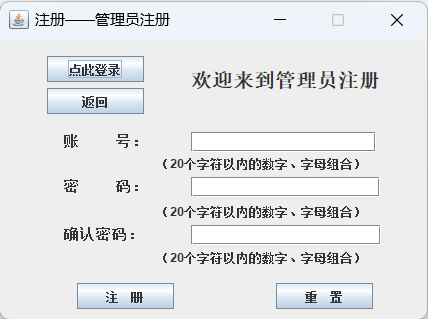 注册——管理员注册
点此登录
欢迎来到管理员注册
返回
账 号：
（20个字符以内的数字、字母组合）
密 码：
（20个字符以内的数字、字母组合）
确认密码：
（20个字符以内的数字、字母组合）
注 册
重 置